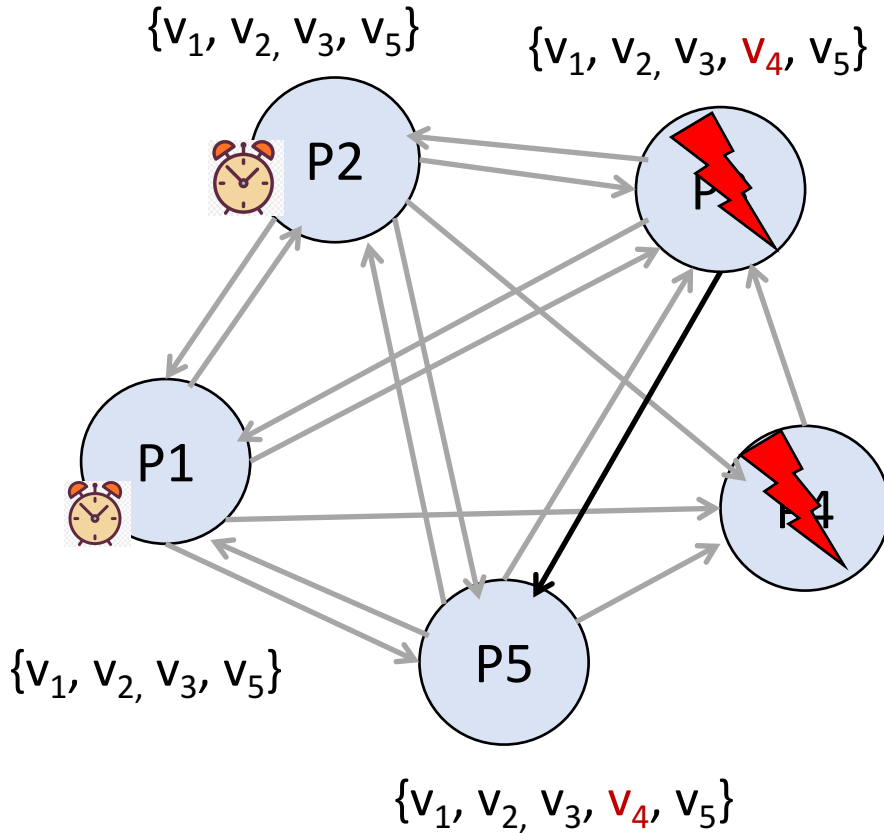 {v₁, v₂, v₃, v₅}
{v₁, v₂, v₃, v₄, v₅}
P2
P1
{v₁, v₂, v₃, v₅}
P5
{v₁, v₂, v₃, v₄, v₅}